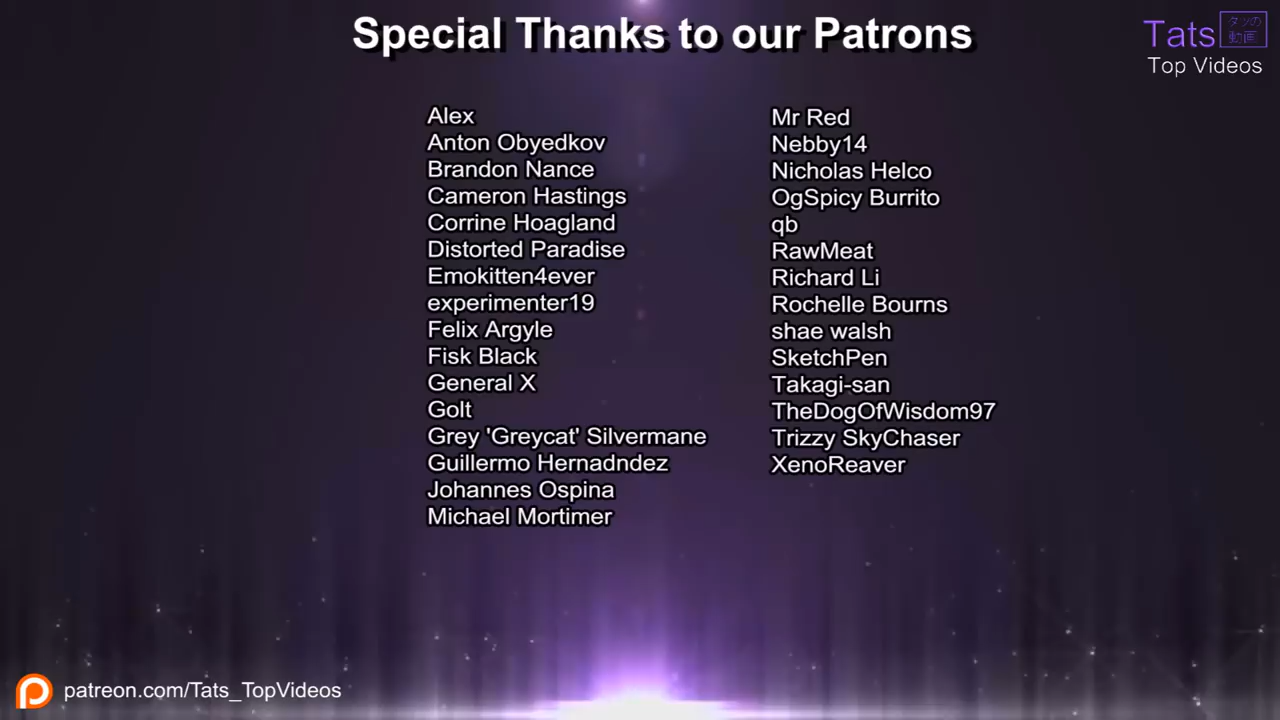 Special Thanks to our Patrons
Tats タツの動画
Top Videos
Alex
Anton Obyedkov
Brandon Nance
Cameron Hastings
Corrine Hoagland
Distorted Paradise
Emokitten4ever
experimenter19
Felix Argyle
Fisk Black
General X
Golt
Grey 'Greycat' Silvermane
Guillermo Hernadndez
Johannes Ospina
Michael Mortimer
Mr Red
Nebby14
Nicholas Helco
OgSpicy Burrito
qb
RawMeat
Richard Li
Rochelle Bourns
shae walsh
SketchPen
Takagi-san
TheDogOfWisdom97
Trizzy SkyChaser
XenoReaver
patreon.com/Tats_TopVideos